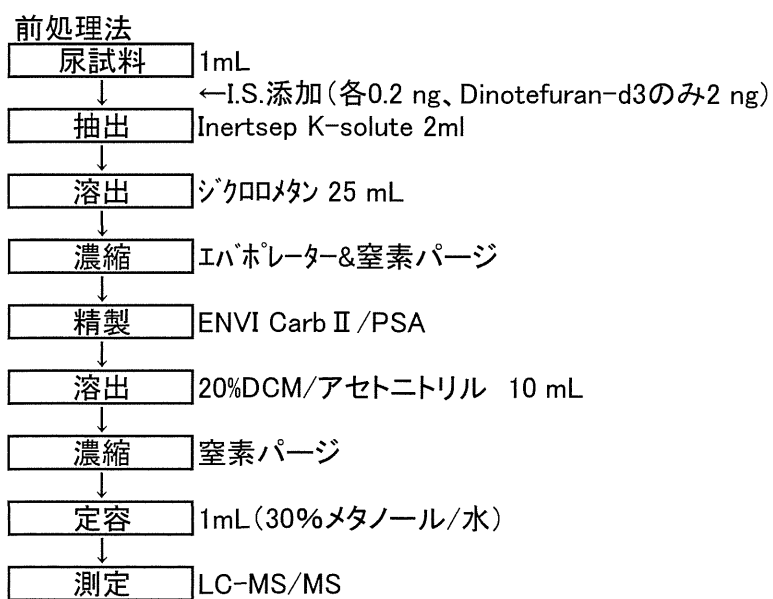 前処理法
尿試料 1mL
↓ ←I.S.添加(各0.2 ng、Dinotefuran-d3のみ2 ng)
抽出 Inertsep K-solute 2ml
↓
溶出 ｼﾞｸﾛﾛﾒﾀﾝ 25 mL
↓
濃縮 ｴﾊﾞﾎﾟﾚｰﾀｰ&窒素パージ
↓
精製 ENVI Carb Ⅱ/PSA
↓
溶出 20%DCM/アセトニトリル 10 mL
↓
濃縮 窒素パージ
↓
定容 1mL(30%メタノール/水)
↓
測定 LC-MS/MS